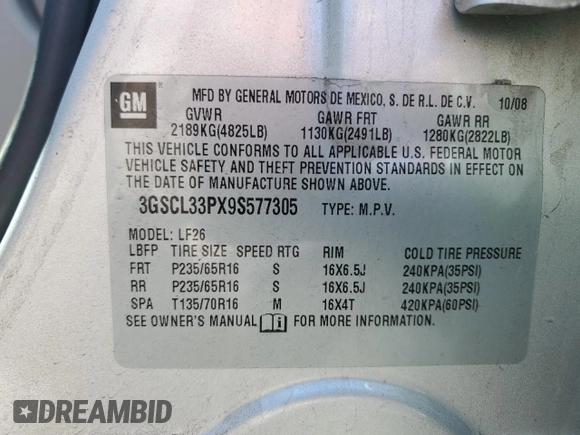 GM
MFD BY GENERAL MOTORS DE MEXICO, S. DE R.L. DE C.V. 10/08
GVWR GAWR FRT GAWR RR
2189KG(4825LB) 1130KG(2491LB) 1280KG(2822LB)
THIS VEHICLE CONFORMS TO ALL APPLICABLE U.S. FEDERAL MOTOR
VEHICLE SAFETY AND THEFT PREVENTION STANDARDS IN EFFECT ON
THE DATE OF MANUFACTURE SHOWN ABOVE.
3GSCL33PX9S577305 TYPE: M.P.V.
MODEL: LF26
LBFP TIRE SIZE SPEED RTG RIM COLD TIRE PRESSURE
FRT P235/65R16 S 16X6.5J 240KPA(35PSI)
RR P235/65R16 S 16X6.5J 240KPA(35PSI)
SPA T135/70R16 M 16X4T 420KPA(60PSI)
SEE OWNER'S MANUAL FOR MORE INFORMATION.
DREAMBID